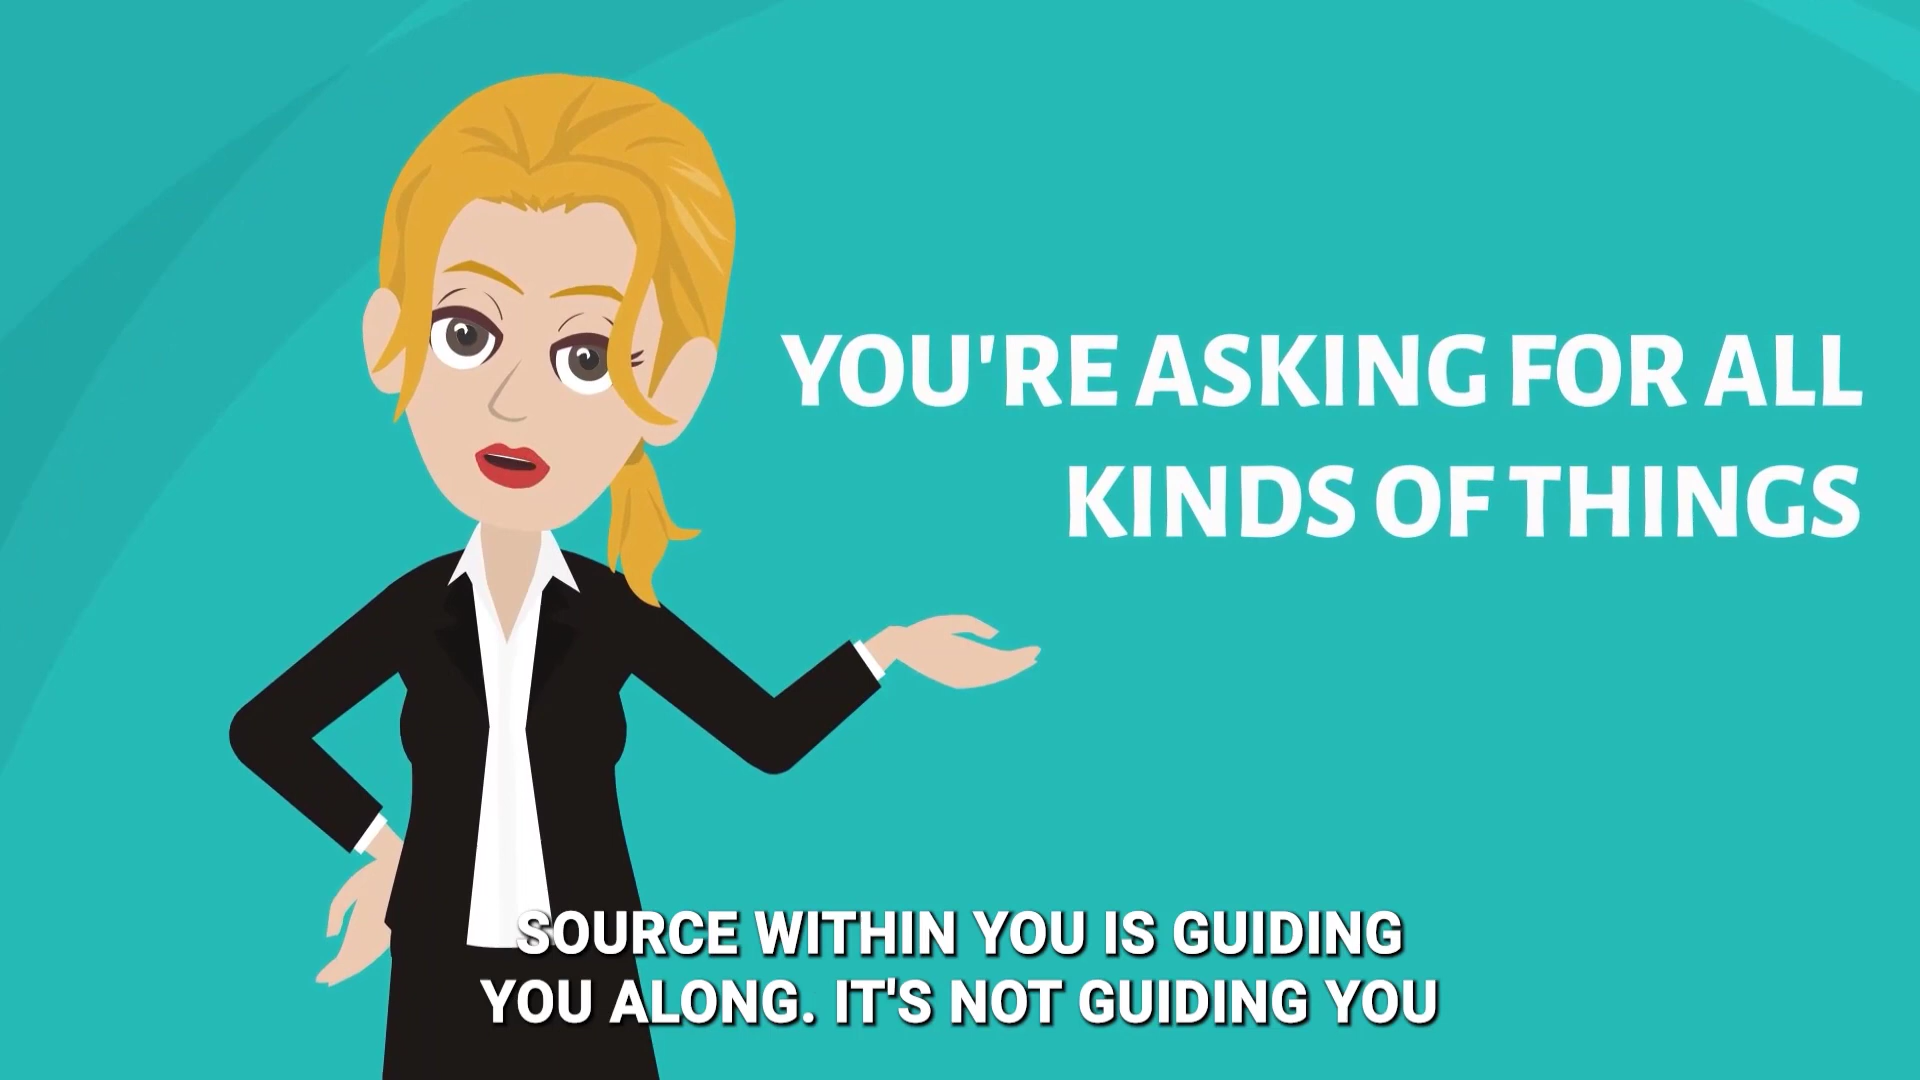 YOU'RE ASKING FOR ALL
KINDS OF THINGS
SOURCE WITHIN YOU IS GUIDING
YOU ALONG. IT'S NOT GUIDING YOU